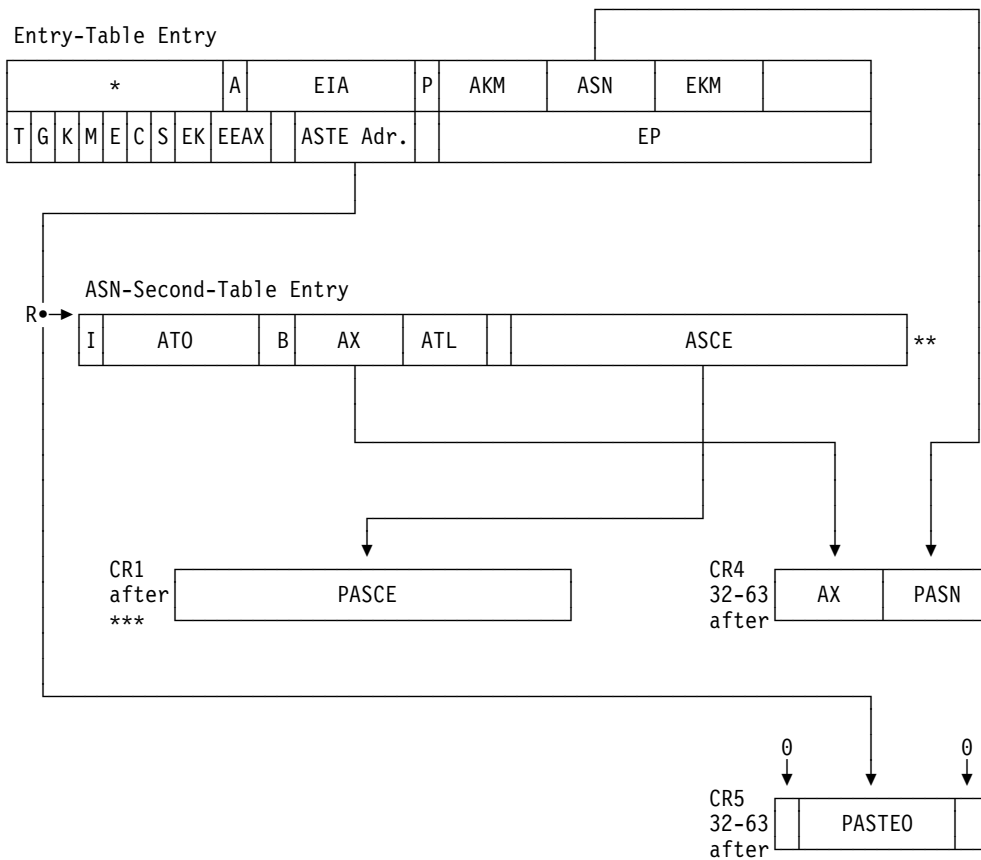 Entry-Table Entry
* A EIA P AKM ASN EKM
T G K M E C S EK EEAX ASTE Adr. EP
ASN-Second-Table Entry
R
I ATO B AX ATL ASCE **
CR1
after
***
PASCE
CR4
32-63
after
AX PASN
0 0
CR5
32-63
after
PASTEO